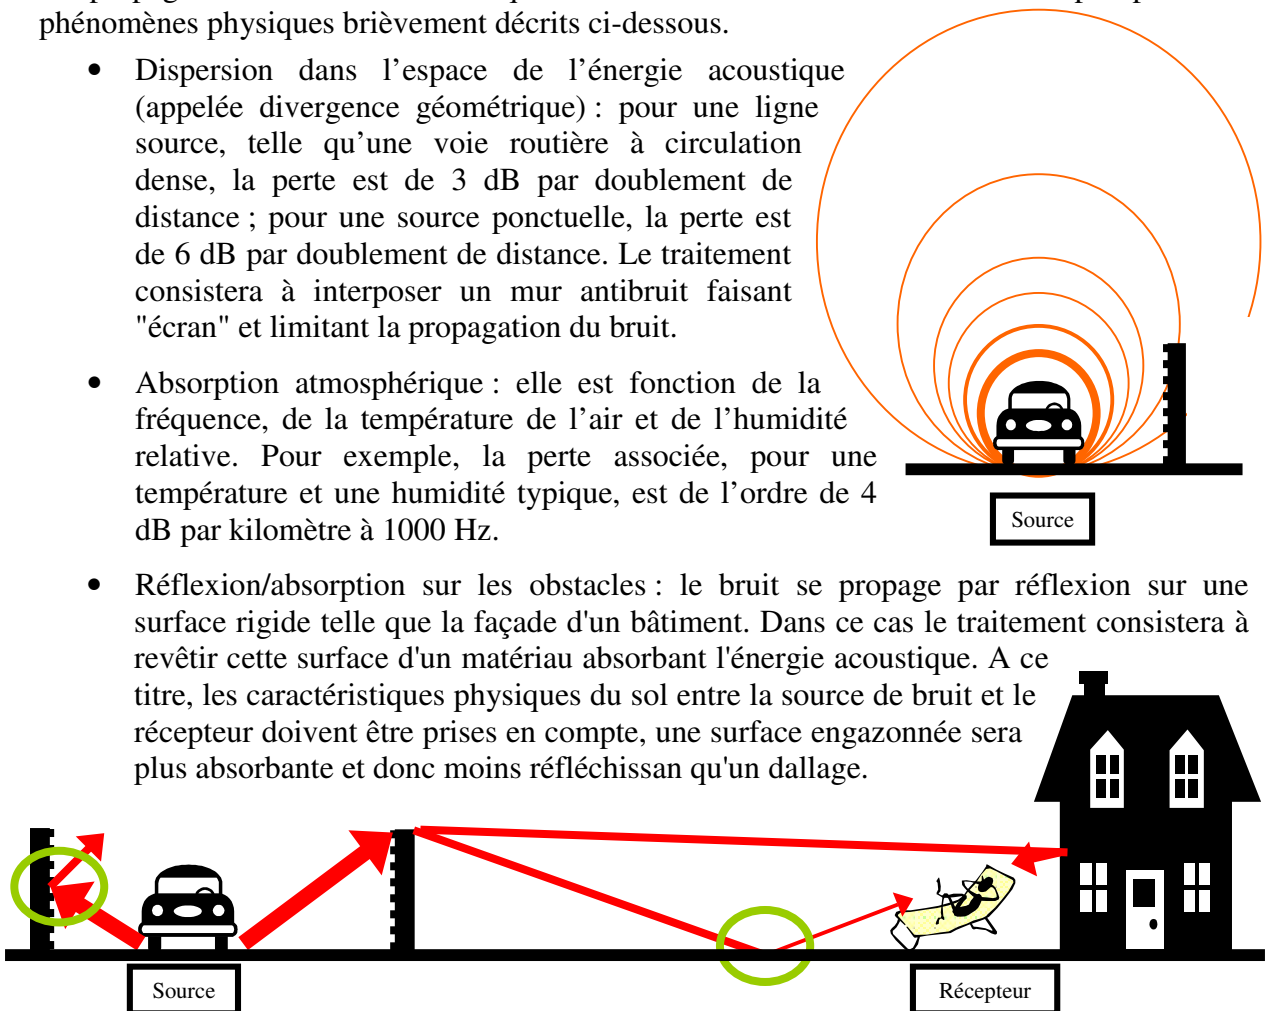 phénomènes physiques brièvement décrits ci-dessous.
• Dispersion dans l’espace de l’énergie acoustique
(appelée divergence géométrique) : pour une ligne
source, telle qu’une voie routière à circulation
dense, la perte est de 3 dB par doublement de
distance ; pour une source ponctuelle, la perte est
de 6 dB par doublement de distance. Le traitement
consistera à interposer un mur antibruit faisant
"écran" et limitant la propagation du bruit.
• Absorption atmosphérique : elle est fonction de la
fréquence, de la température de l’air et de l’humidité
relative. Pour exemple, la perte associée, pour une
température et une humidité typique, est de l’ordre de 4
dB par kilomètre à 1000 Hz.
Source
• Réflexion/absorption sur les obstacles : le bruit se propage par réflexion sur une
surface rigide telle que la façade d'un bâtiment. Dans ce cas le traitement consistera à
revêtir cette surface d'un matériau absorbant l'énergie acoustique. A ce
titre, les caractéristiques physiques du sol entre la source de bruit et le
récepteur doivent être prises en compte, une surface engazonnée sera
plus absorbante et donc moins réfléchissan qu'un dallage.
Source
Récepteur